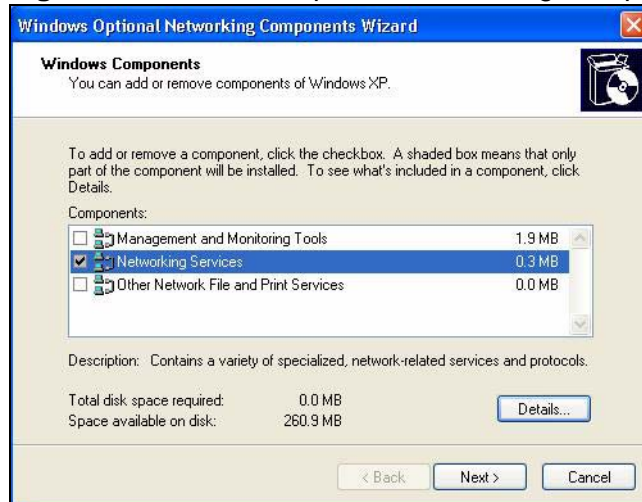 Windows Optional Networking Components Wizard
Windows Components
You can add or remove components of Windows XP.
To add or remove a component, click the checkbox. A shaded box means that only
part of the component will be installed. To see what's included in a component, click
Details.
Components:
Management and Monitoring Tools 1.9 MB
Networking Services 0.3 MB
Other Network File and Print Services 0.0 MB
Description: Contains a variety of specialized, network-related services and protocols.
Total disk space required: 0.0 MB
Space available on disk: 260.9 MB
Details...
< Back Next > Cancel